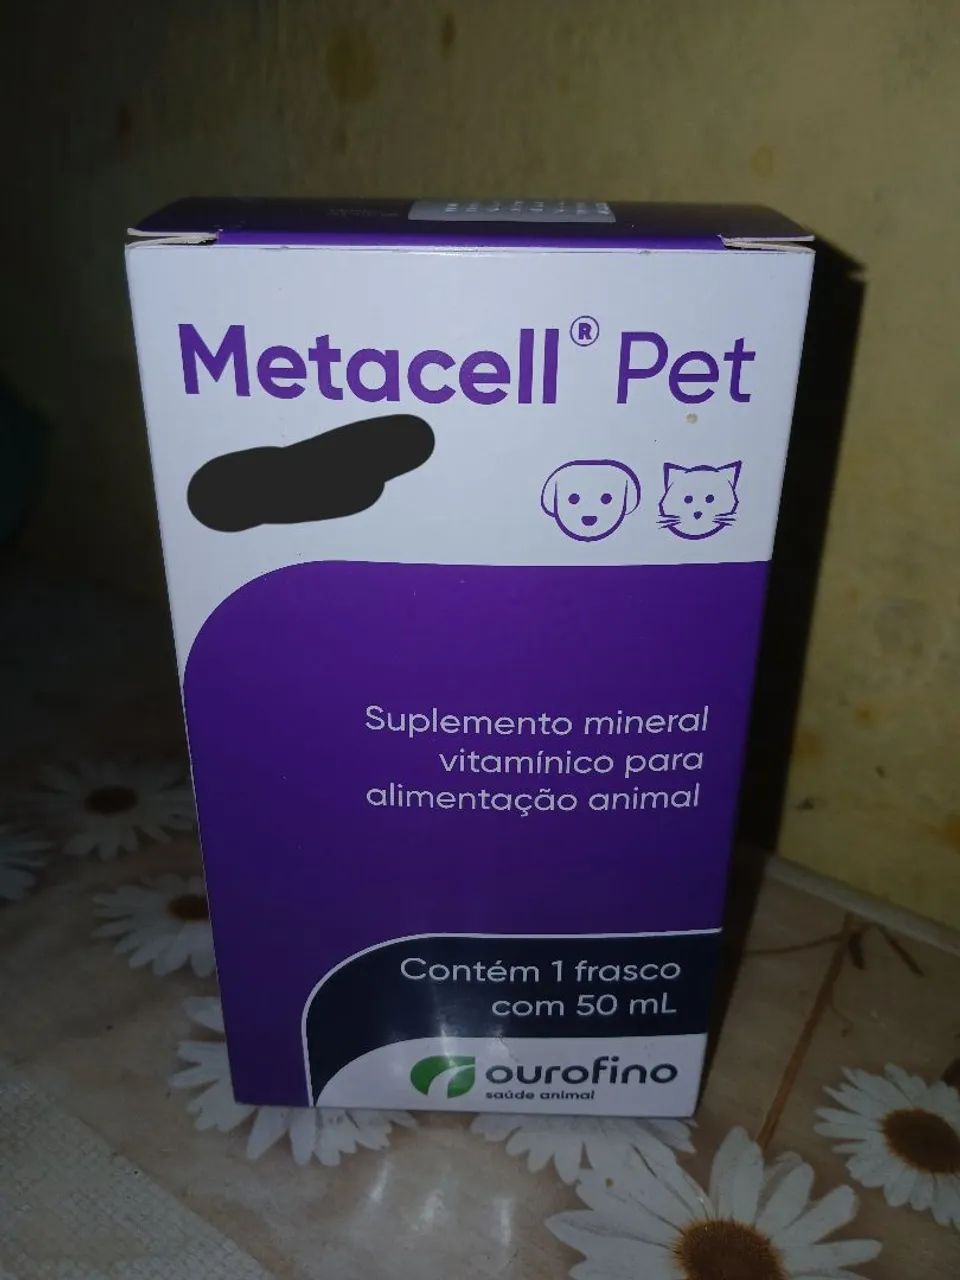 Metacell® Pet
Suplemento mineral
vitamínico para
alimentação animal
Contém 1 frasco
com 50 mL
ourofino
saúde animal